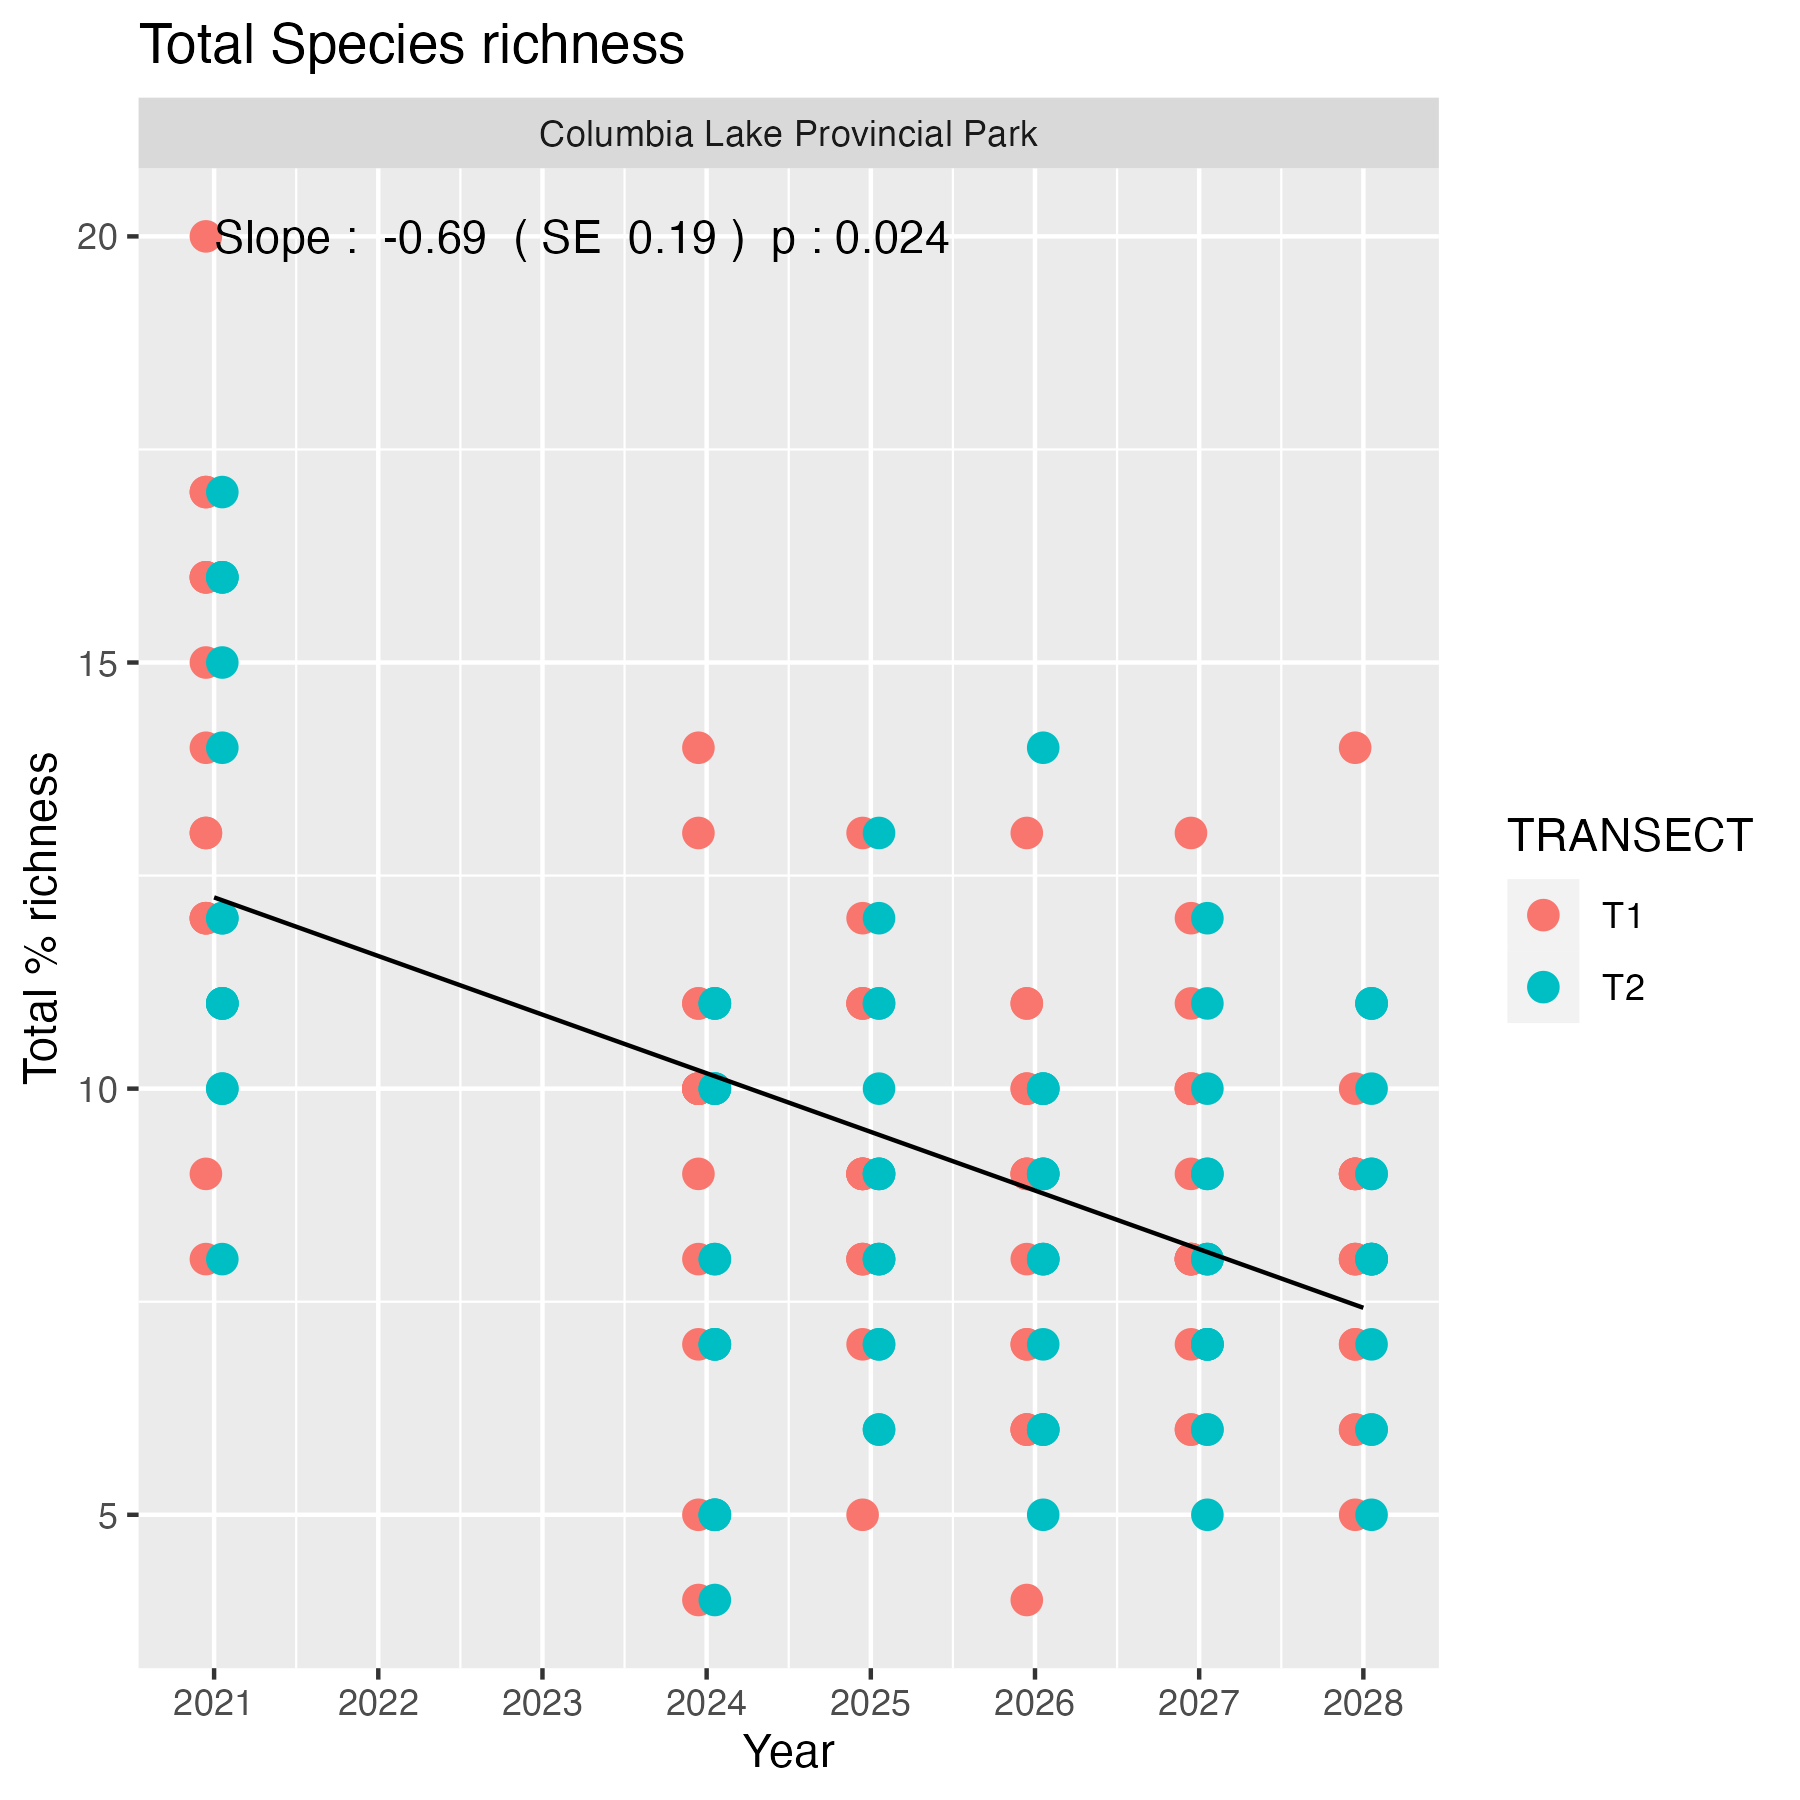 Total Species richness
Columbia Lake Provincial Park
Slope :  -0.69  ( SE  0.19 )  p : 0.024
20
15
10
5
Total % richness
2021 2022 2023 2024 2025 2026 2027 2028
Year
TRANSECT
T1
T2